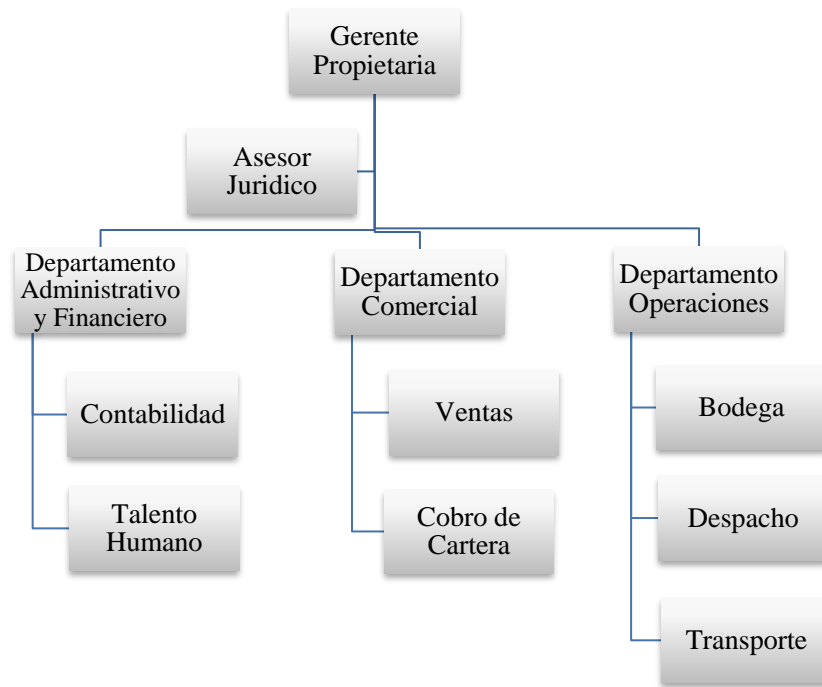 Gerente
Propietaria
Asesor
Juridico
Departamento
Administrativo
y Financiero
Departamento
Comercial
Departamento
Operaciones
Contabilidad
Talento
Humano
Ventas
Cobro de
Cartera
Bodega
Despacho
Transporte